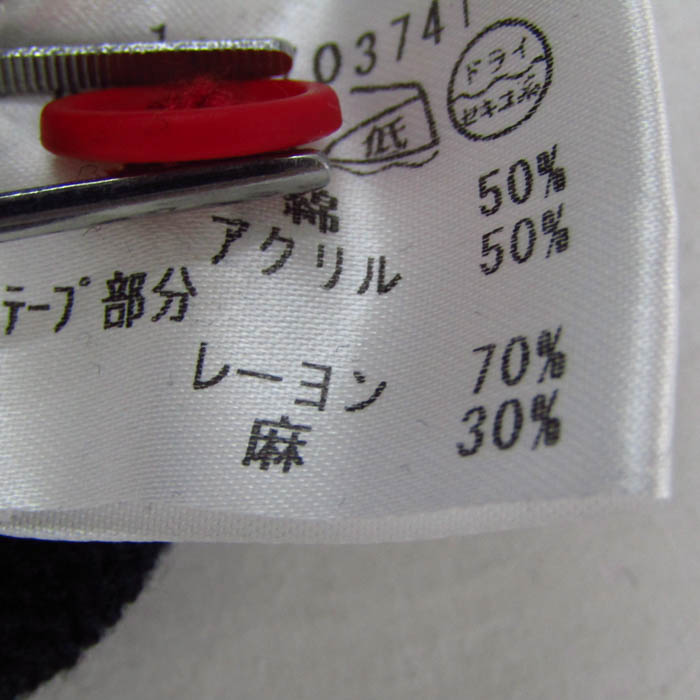 03747
ドライ
セキユ系
低
綿 50%
アクリル 50%
テープ部分
レーヨン 70%
麻 30%